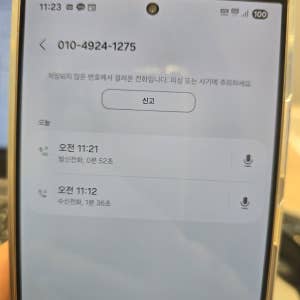 11:23
100
010-4924-1275
저장되지 않은 번호에서 걸려온 전화입니다. 피싱 또는 사기에 주의하세요.
신고
오늘
오전 11:21
발신전화, 0분 52초
오전 11:12
수신전화, 1분 36초